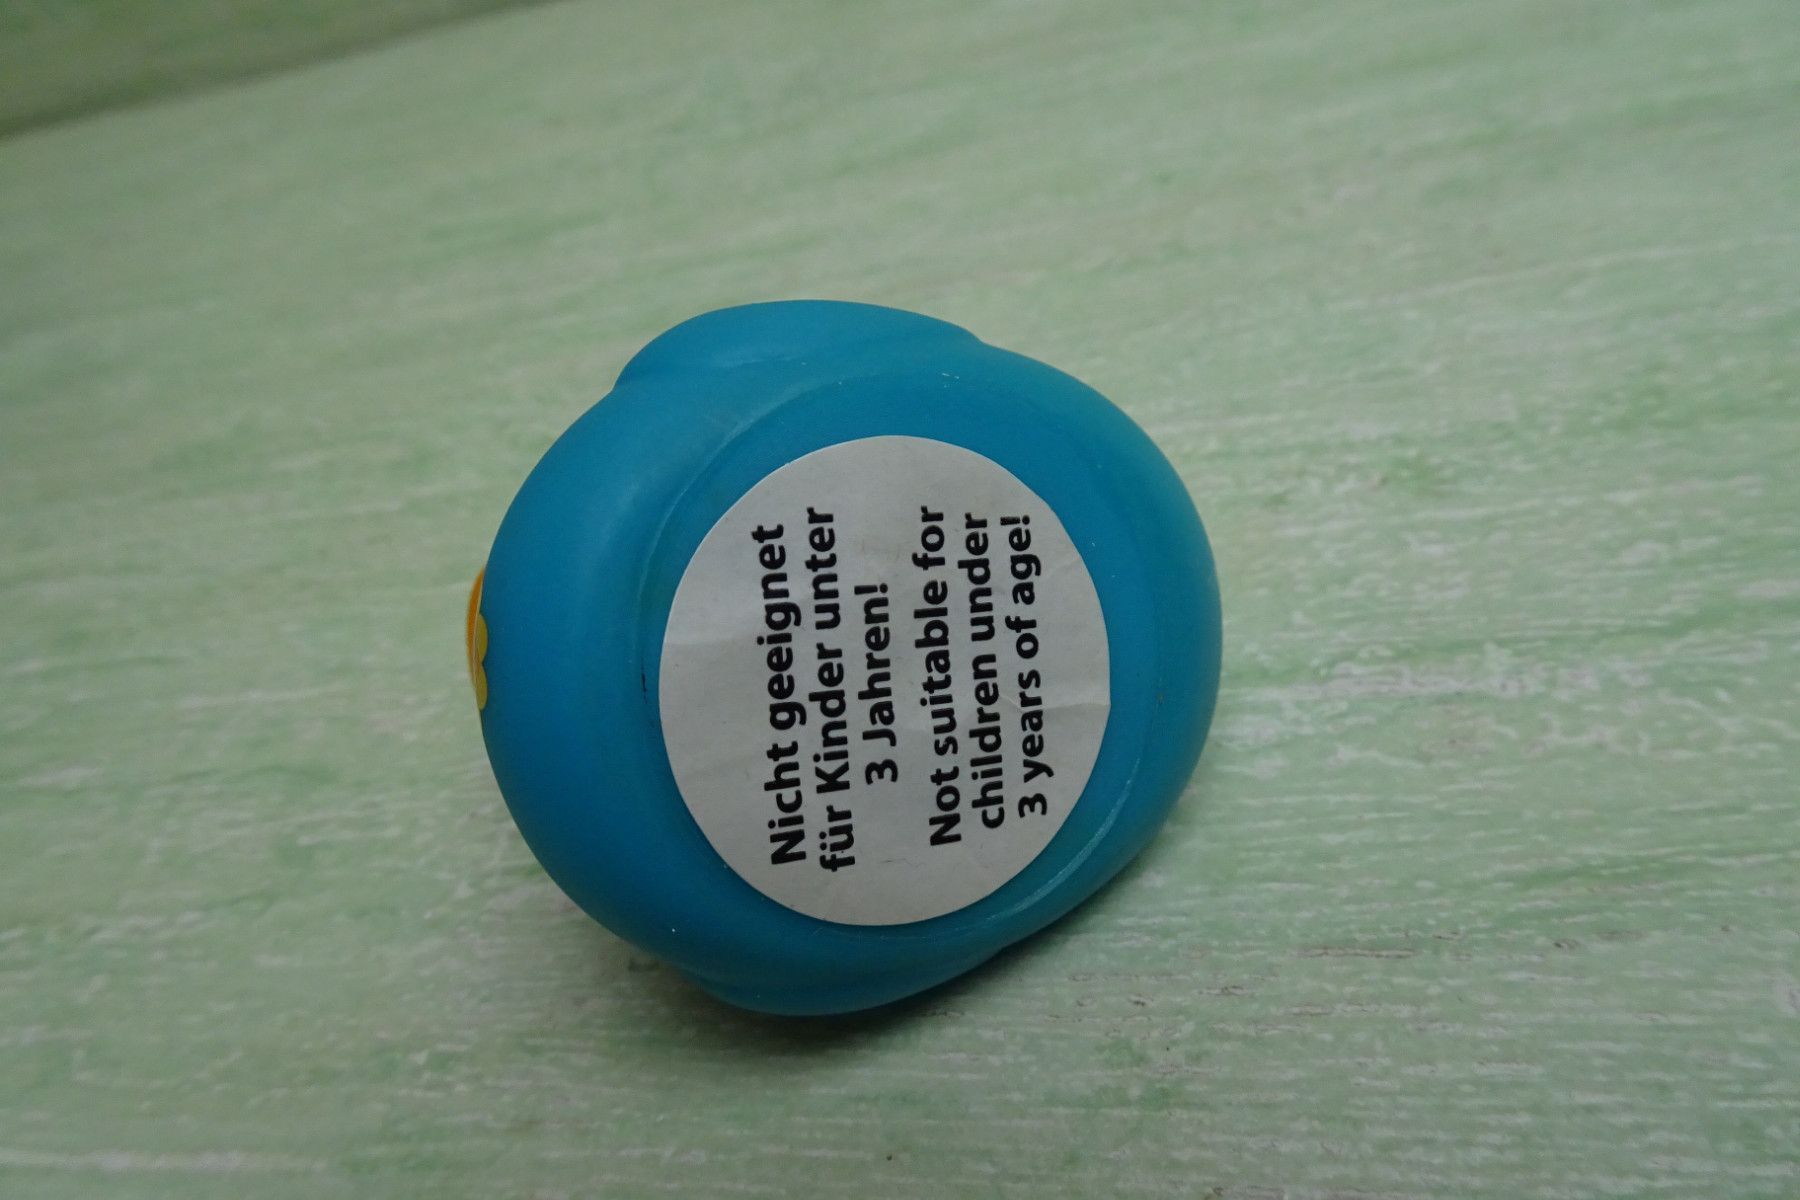 Nicht geeignet
für Kinder unter
3 Jahren!
Not suitable for
children under
3 years of age!